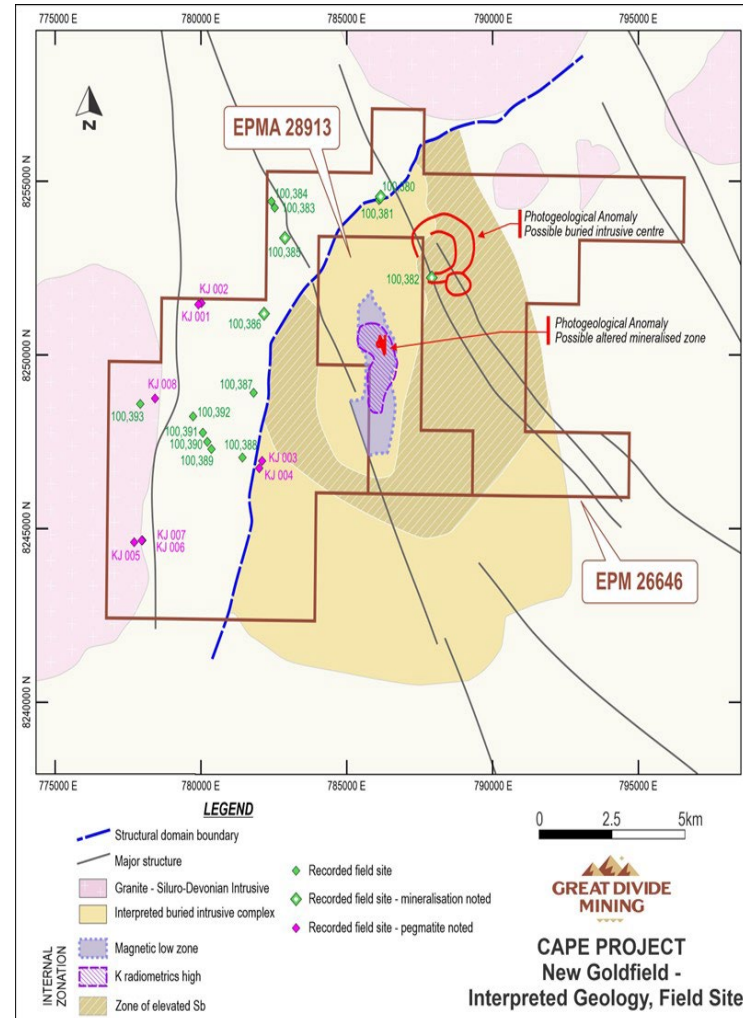 775000 E
780000 E
785000 E
790000 E
795000 E
8255000 N
8250000 N
8245000 N
8240000 N
N
EPMA 28913
100,384
100,383
100,385
100,380
100,381
Photogeological Anomaly
Possible buried intrusive centre
100,382
KJ 002
KJ 001
100,386
Photogeological Anomaly
Possible altered mineralised zone
KJ 008
100,393
100,387
100,392
100,391
100,390
100,389
100,388
KJ 003
KJ 004
KJ 007
KJ 006
KJ 005
EPM 26646
775000 E
780000 E
785000 E
790000 E
795000 E
LEGEND
Structural domain boundary
Major structure
Granite - Siluro-Devonian Intrusive
Interpreted buried intrusive complex
INTERNAL
ZONATION
Magnetic low zone
K radiometrics high
Zone of elevated Sb
Recorded field site
Recorded field site - mineralisation noted
Recorded field site - pegmatite noted
0
2.5
5km
GREAT DIVIDE
MINING
CAPE PROJECT
New Goldfield -
Interpreted Geology, Field Site